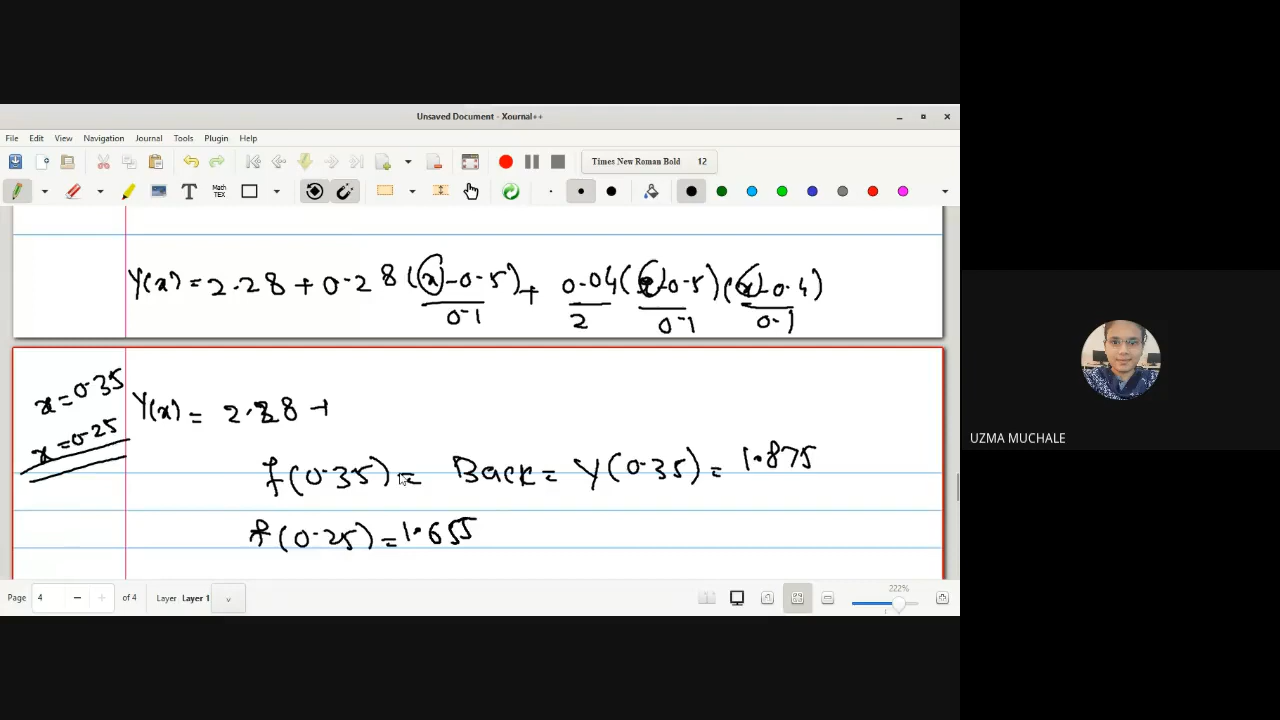 Unsaved Document - Xournal++
File Edit View Navigation Journal Tools Plugin Help
Times New Roman Bold 12
Math TEX
Y(x) = 2.28 + 0.28 (x-0.5)/0.1 + 0.04/2 (x-0.5)/0.1 (x-0.4)/0.1
x=0.35
x=0.25
Y(x) = 2.28 +
f(0.35) = Back = Y(0.35) = 1.875
f(0.25) = 1.655
UZMA MUCHALE
Page 4 of 4 Layer Layer 1 222%